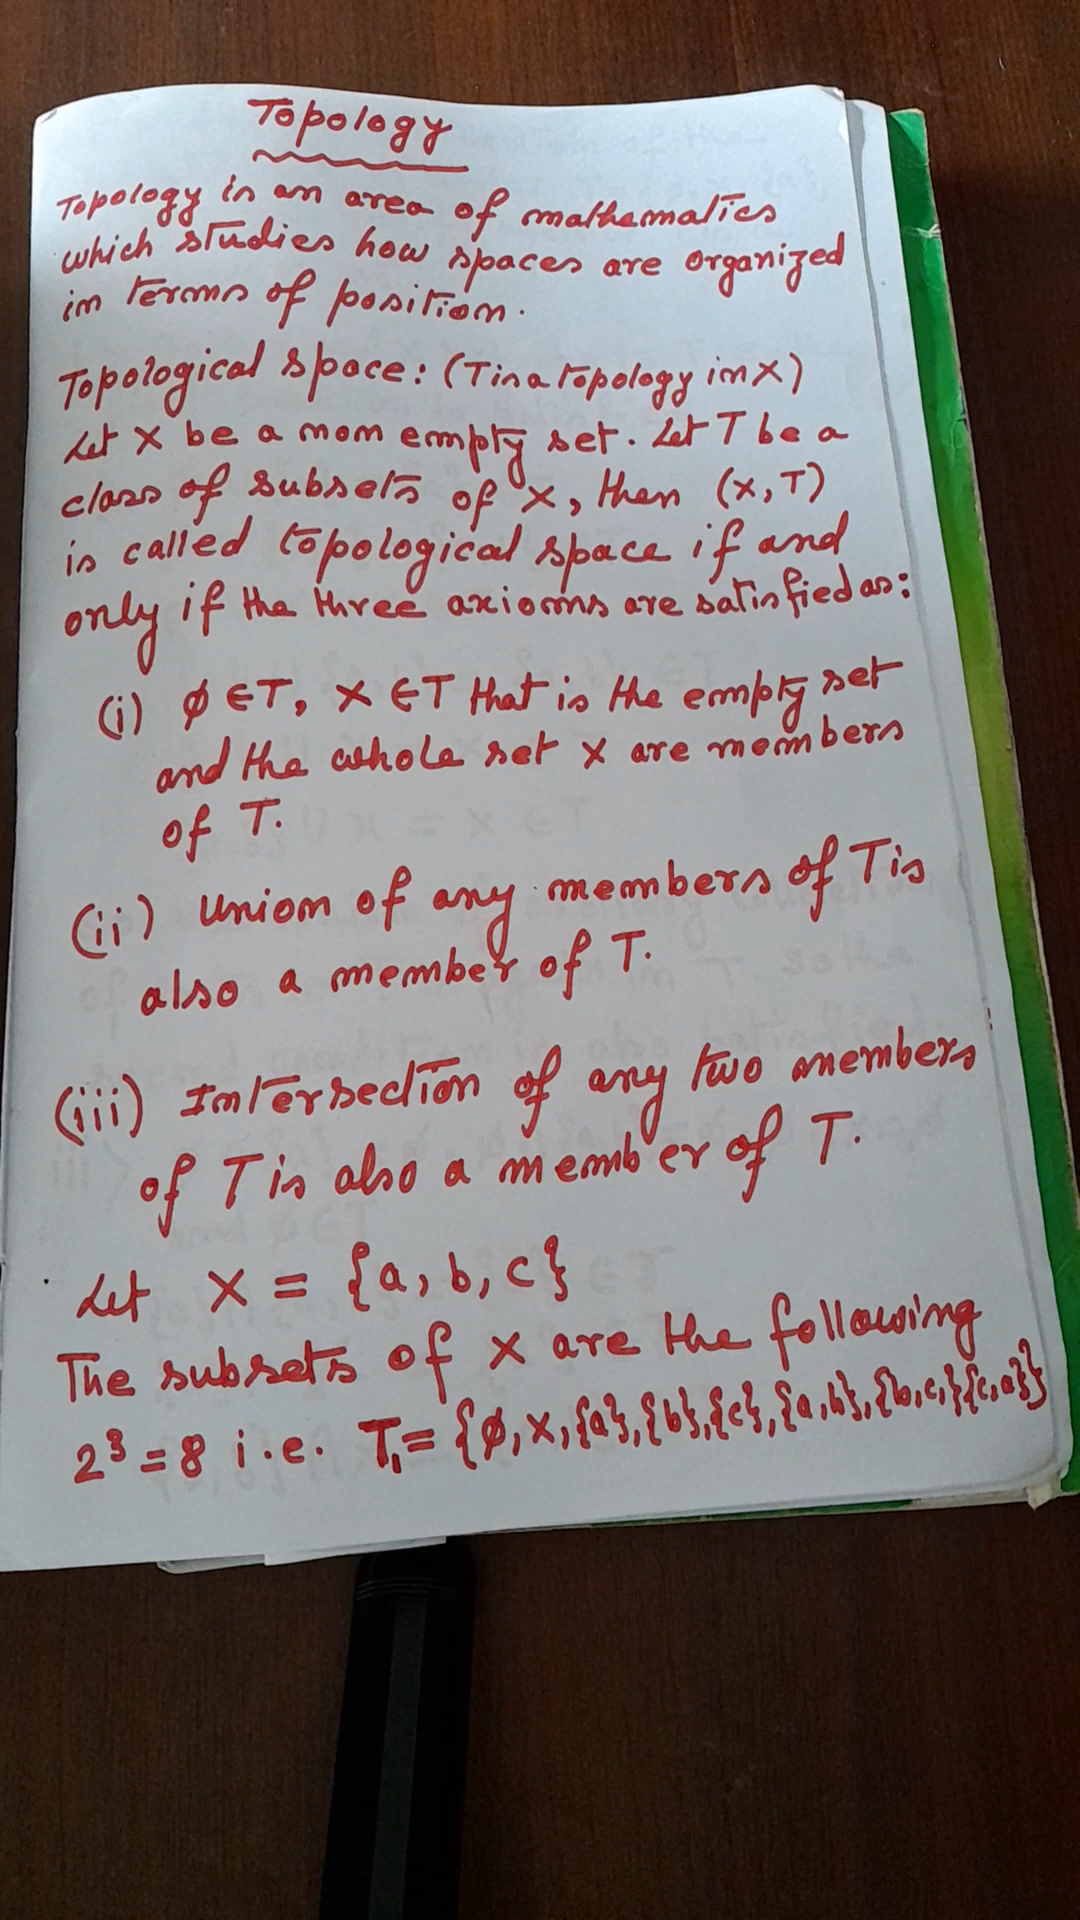 Topology
Topology is an area of mathematics
which studies how spaces are organized
in terms of position.
Topological space: (T is a topology in X)
Let X be a non empty set. Let T be a
class of subsets of X, then (X, T)
is called topological space if and
only if the three axioms are satisfied as:
(i) ϕ ∈ T, X ∈ T that is the empty set
and the whole set X are members
of T.
(ii) Union of any members of T is
also a member of T.
(iii) Intersection of any two members
of T is also a member of T.
Let X = {a, b, c}
The subsets of X are the following
2³ = 8 i.e. T₁ = {ϕ, X, {a}, {b}, {c}, {a, b}, {b, c,} {c, a}}